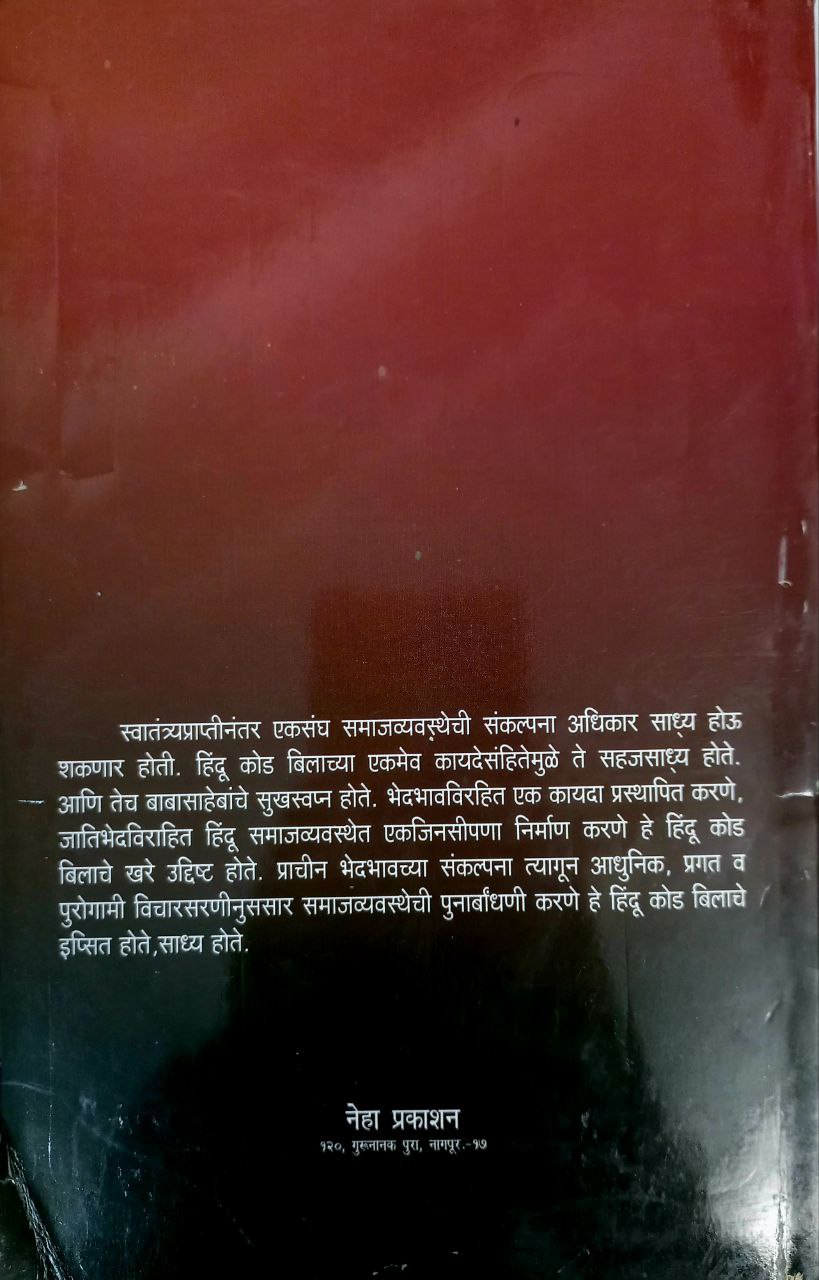 स्वातंत्र्यप्राप्तीनंतर एकसंघ समाजव्यवस्थेची संकल्पना अधिकार साध्य होऊ
शकणार होती. हिंदू कोड बिलाच्या एकमेव कायदेसंहितेमुळे ते सहजसाध्य होते.
आणि तेच बाबासाहेबांचे सुखस्वप्न होते. भेदभावविरहित एक कायदा प्रस्थापित करणे,
जातिभेदविराहित हिंदू समाजव्यवस्थेत एकजिनसीपणा निर्माण करणे हे हिंदू कोड
बिलाचे खरे उद्दिष्ट होते. प्राचीन भेदभावच्या संकल्पना त्यागून आधुनिक, प्रगत व
पुरोगामी विचारसरणीनुससार समाजव्यवस्थेची पुनार्बांधणी करणे हे हिंदू कोड बिलाचे
इप्सित होते,साध्य होते.
नेहा प्रकाशन
१२०, गुरूनानक पुरा, नागपूर.-१७